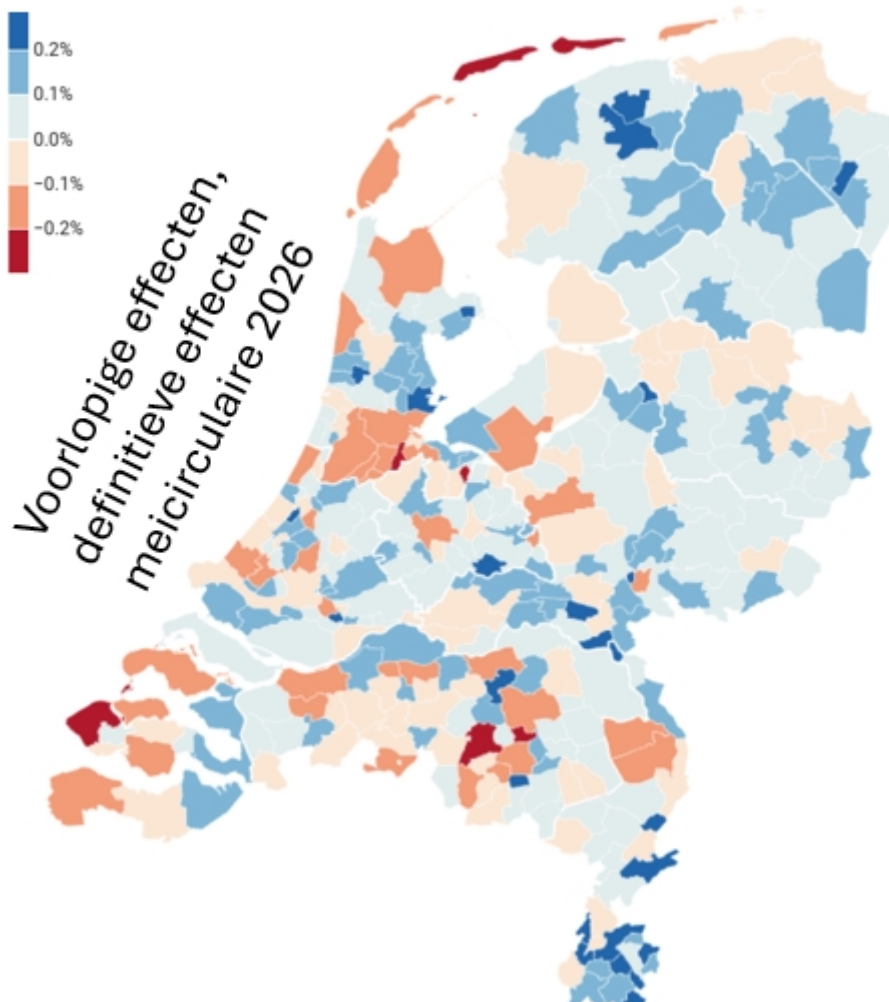 0.2%
0.1%
0.0%
−0.1%
−0.2%
Voorlopige effecten,
definitieve effecten
meicirculaire 2026